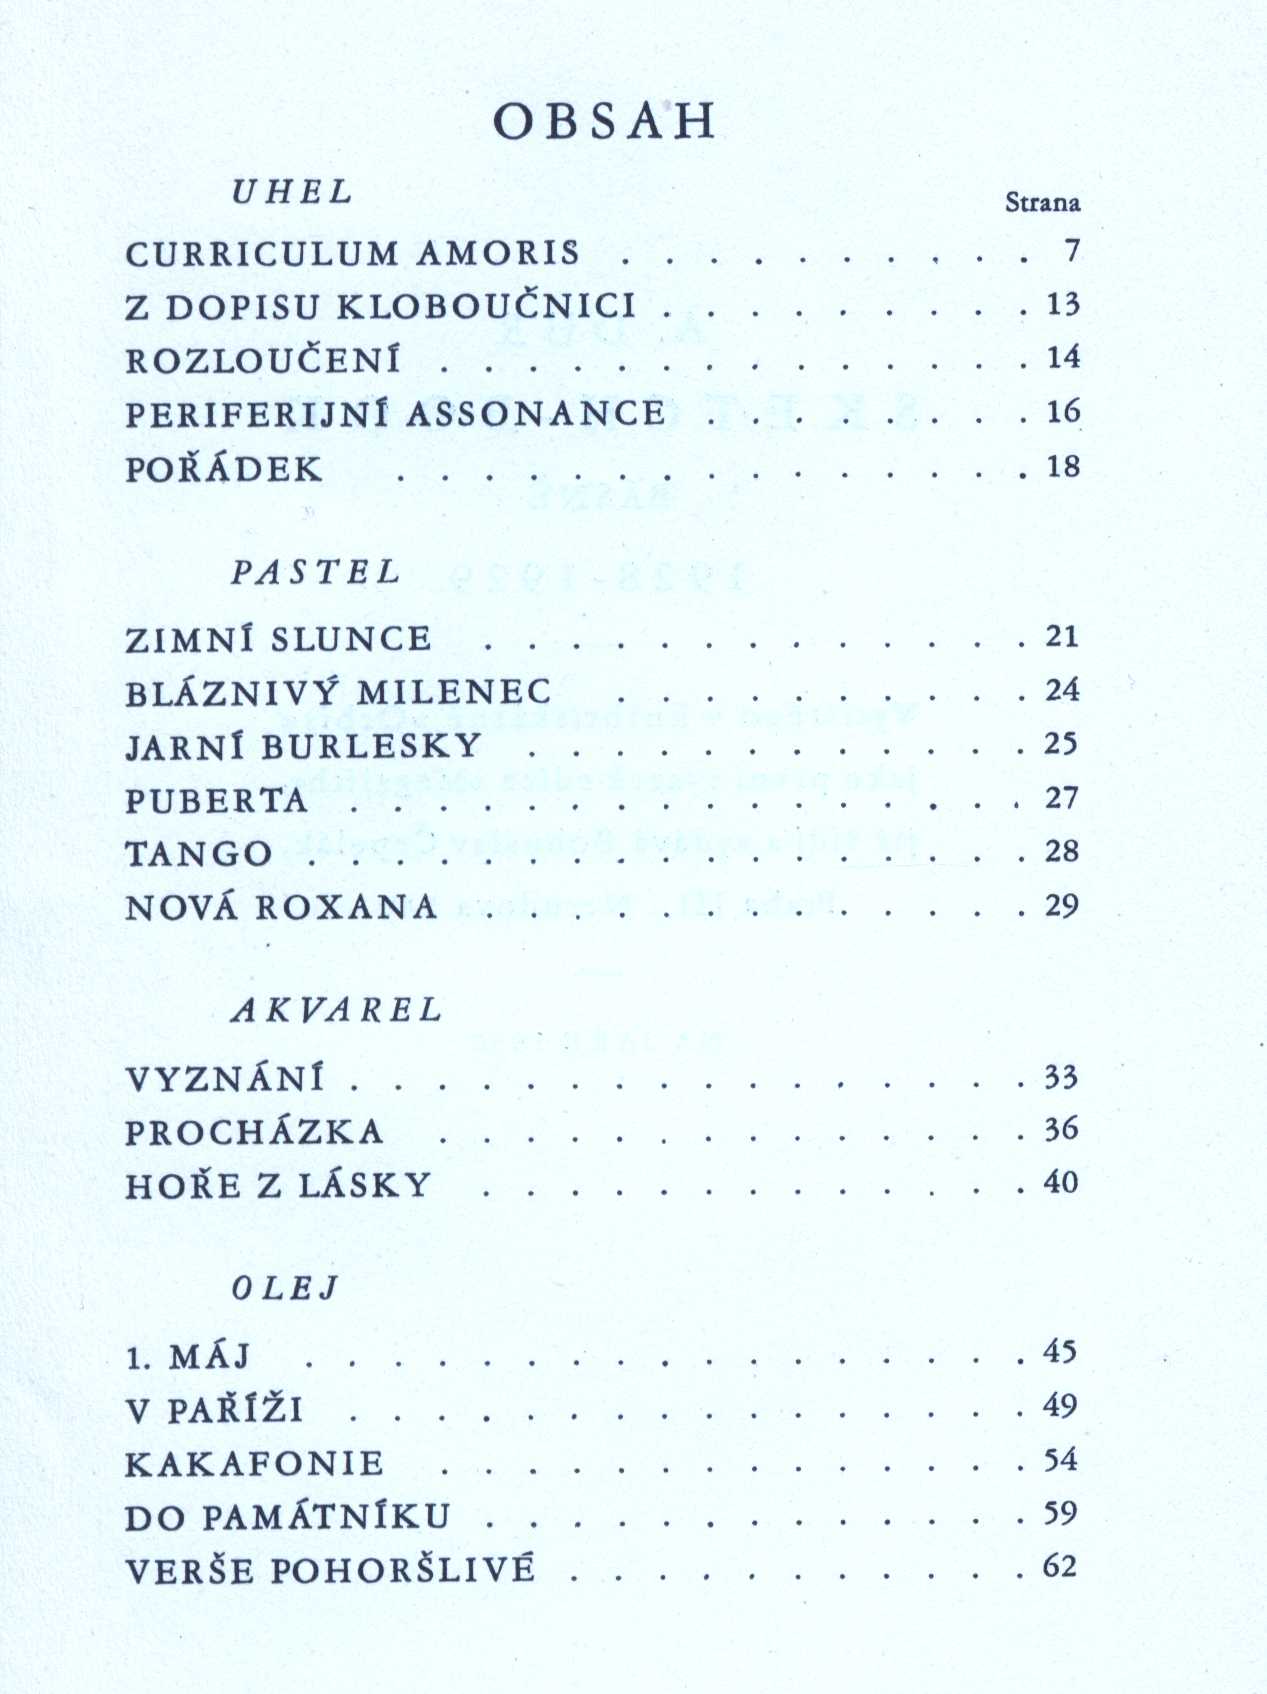 OBSAH
UHEL
Strana
CURRICULUM AMORIS . . . . . . . . . . 7
Z DOPISU KLOBOUČNICI . . . . . . . . . 13
ROZLOUČENÍ . . . . . . . . . . . . . . 14
PERIFERIJNÍ ASSONANCE . . . . . . . . 16
POŘÁDEK . . . . . . . . . . . . . . . 18
PASTEL
ZIMNÍ SLUNCE . . . . . . . . . . . . . 21
BLÁZNIVÝ MILENEC . . . . . . . . . . 24
JARNÍ BURLESKY . . . . . . . . . . . . 25
PUBERTA . . . . . . . . . . . . . . . . 27
TANGO . . . . . . . . . . . . . . . . . 28
NOVÁ ROXANA . . . . . . . . . . . . . 29
AKVAREL
VYZNÁNÍ . . . . . . . . . . . . . . . . 33
PROCHÁZKA . . . . . . . . . . . . . . 36
HOŘE Z LÁSKY . . . . . . . . . . . . . 40
OLEJ
1. MÁJ . . . . . . . . . . . . . . . . . 45
V PAŘÍŽI . . . . . . . . . . . . . . . . 49
KAKAFONIE . . . . . . . . . . . . . . 54
DO PAMÁTNÍKU . . . . . . . . . . . . . 59
VERŠE POHORŠLIVÉ . . . . . . . . . . . 62